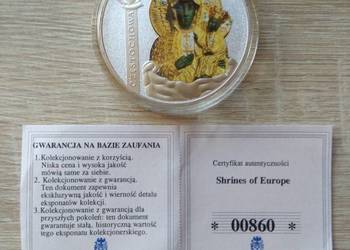 CZĘSTOCHOWA
GWARANCJA NA BAZIE ZAUFANIA
1.Kolekcjonowanie z korzyścią.
Niska cena i wysoka jakość
mówią same za siebie.
2. Kolekcjonowanie z gwarancją.
Ten dokument zapewnia
ekskluzywną jakość i wierność detalu
eksponatów kolekcji.
3.Kolekcjonowanie z gwarancją dla
przyszłych pokoleń: ten dokument
gwarantuje stałą, historyczną wartość
tego eksponatu kolekcjonerskiego.
Certyfikat autentyczności
Shrines of Europe
* 00860 *